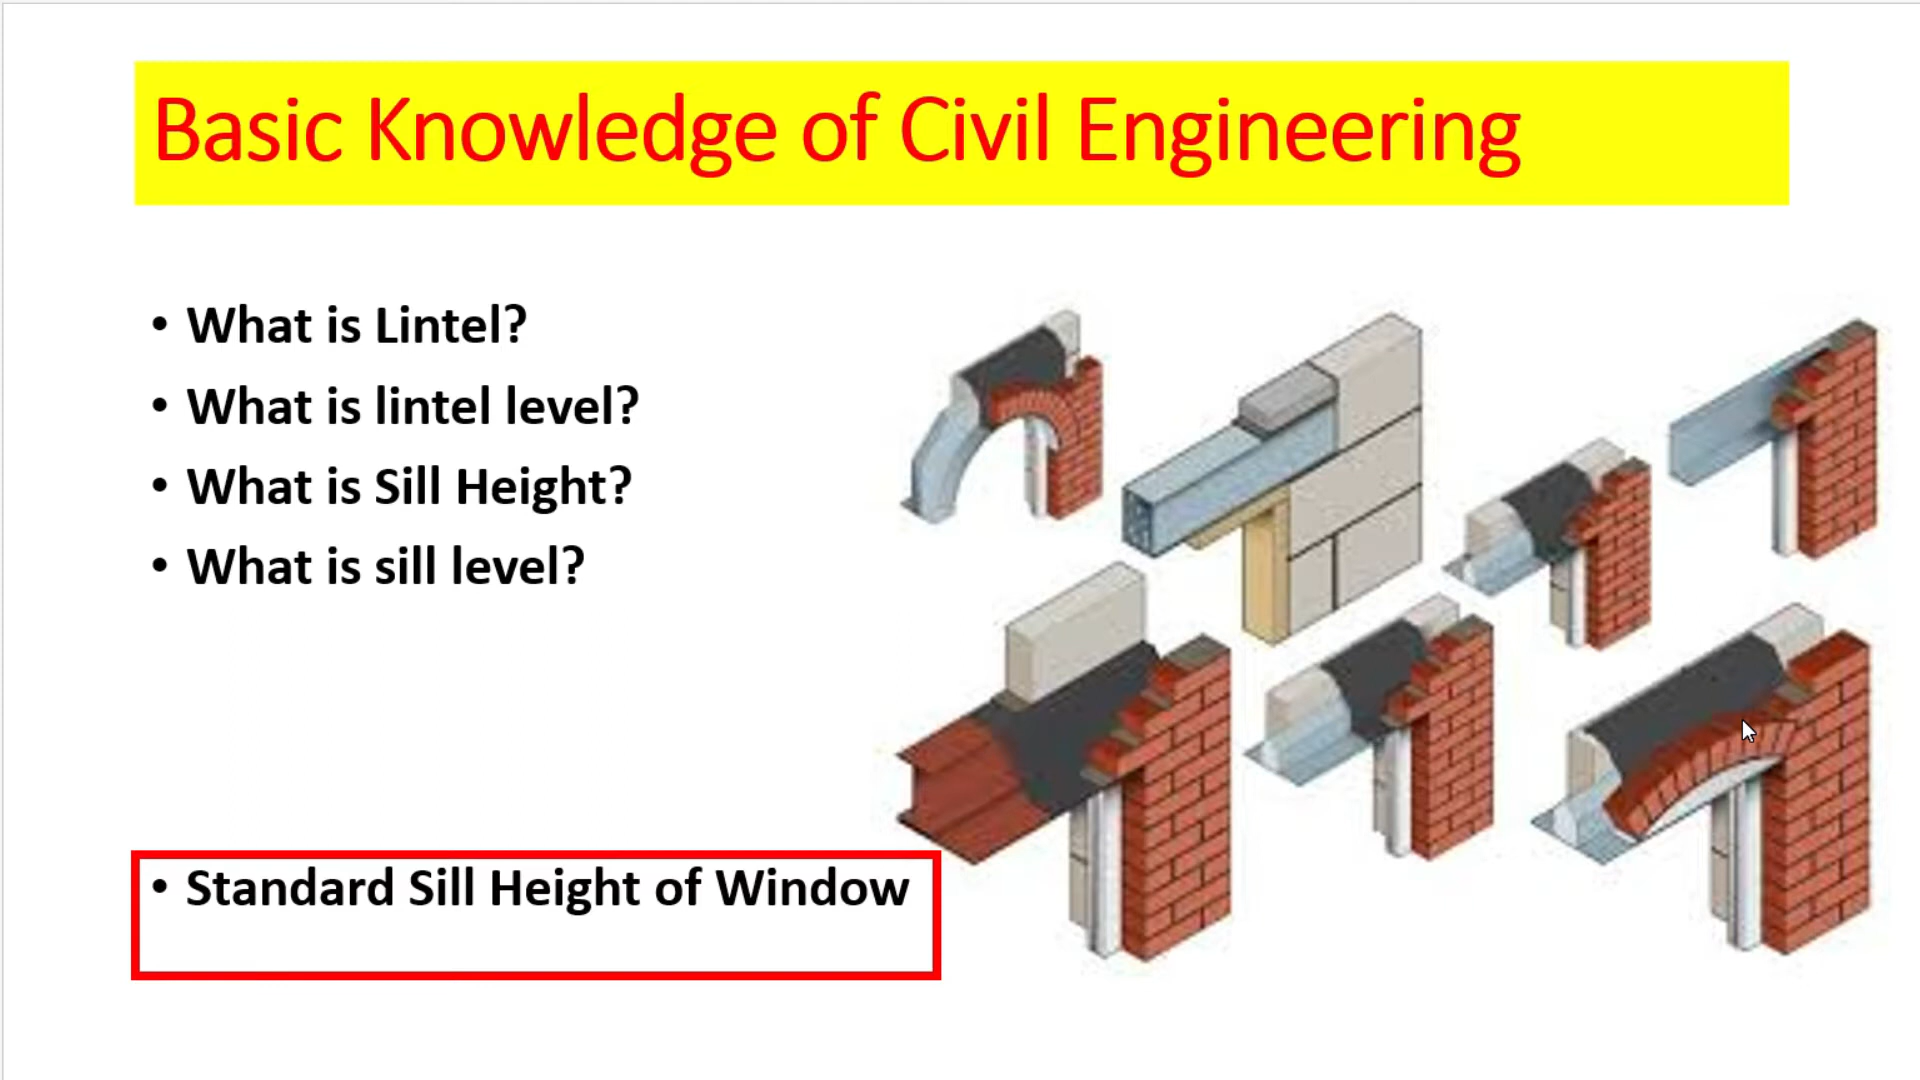 Basic Knowledge of Civil Engineering
• What is Lintel?
• What is lintel level?
• What is Sill Height?
• What is sill level?
• Standard Sill Height of Window